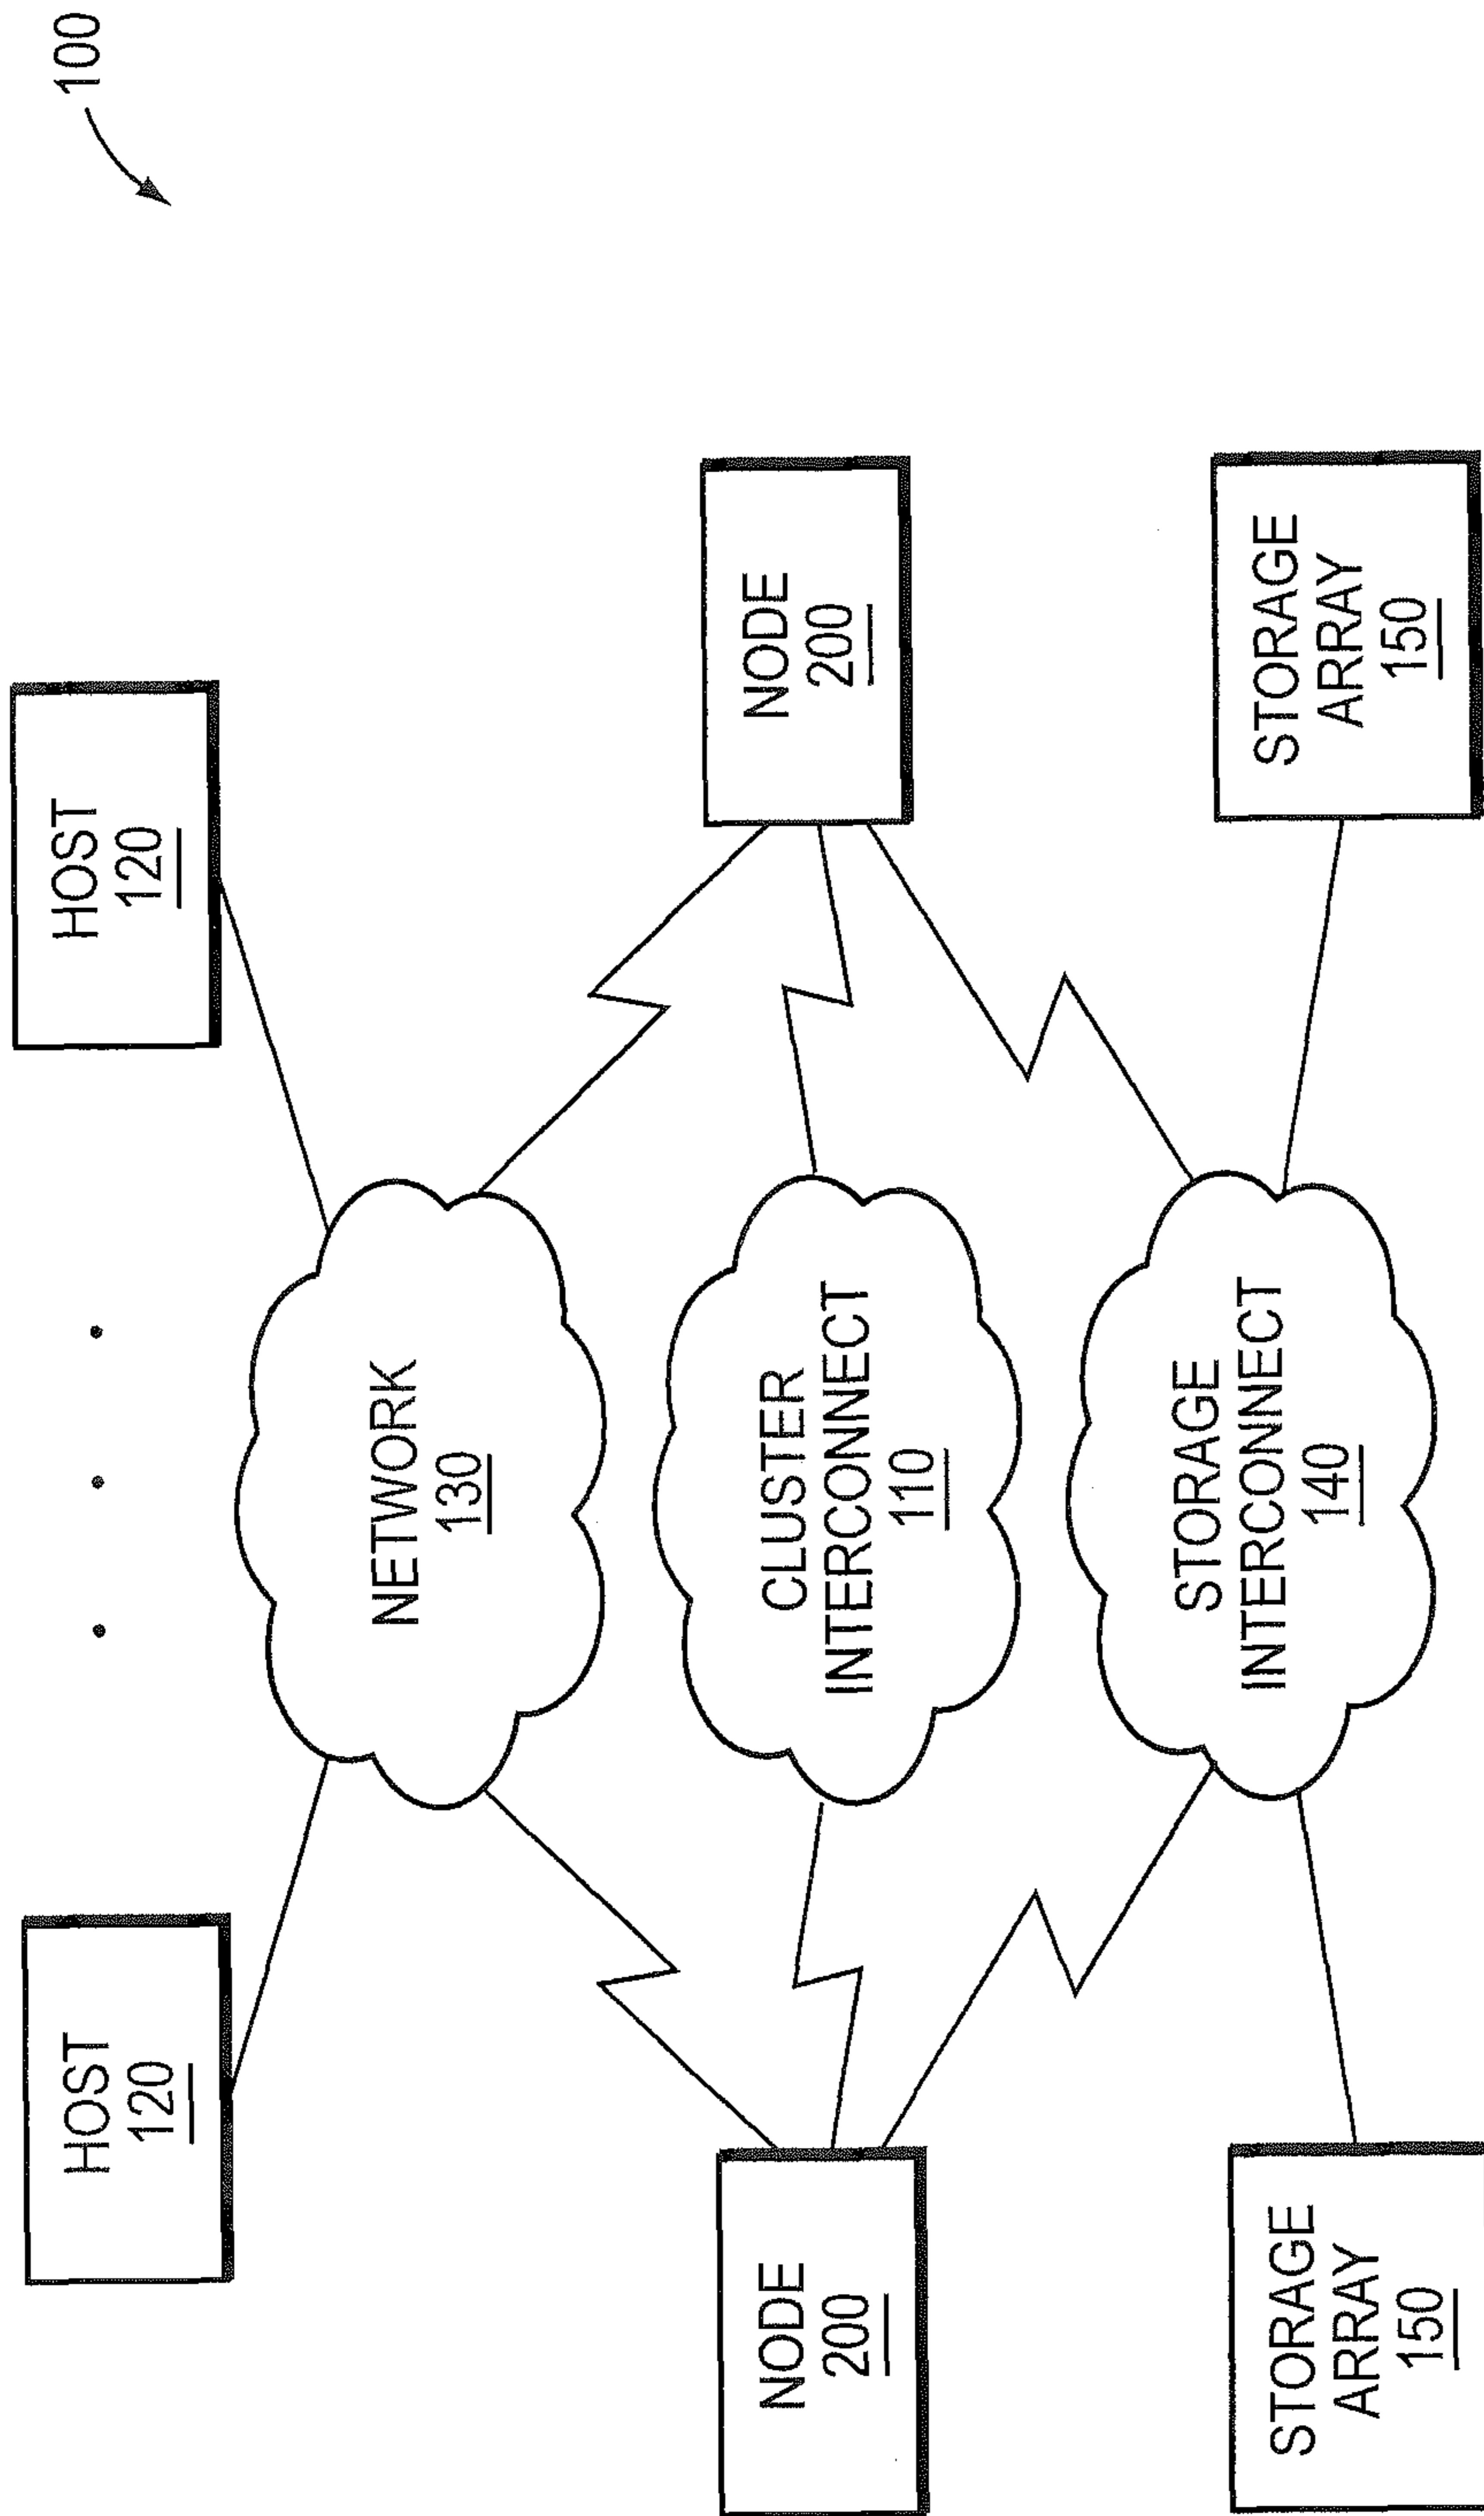 100
HOST
120
HOST
120
NETWORK
130
NODE
200
CLUSTER
INTERCONNECT
110
NODE
200
STORAGE
ARRAY
150
STORAGE
INTERCONNECT
140
STORAGE
ARRAY
150